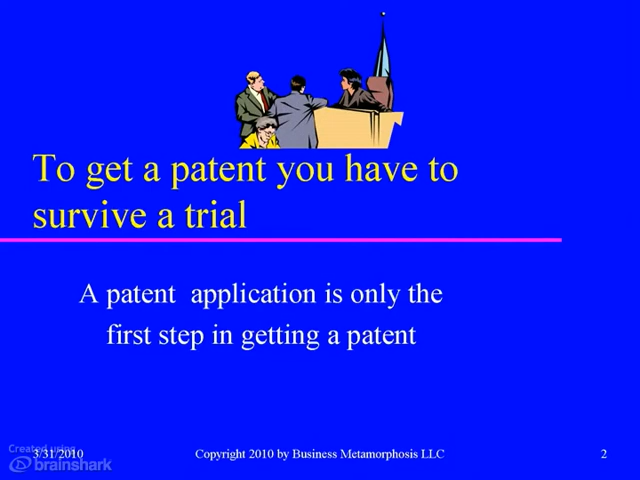 To get a patent you have to
survive a trial
A patent application is only the
first step in getting a patent
Created using
3/31/2010
brainshark
Copyright 2010 by Business Metamorphosis LLC
2